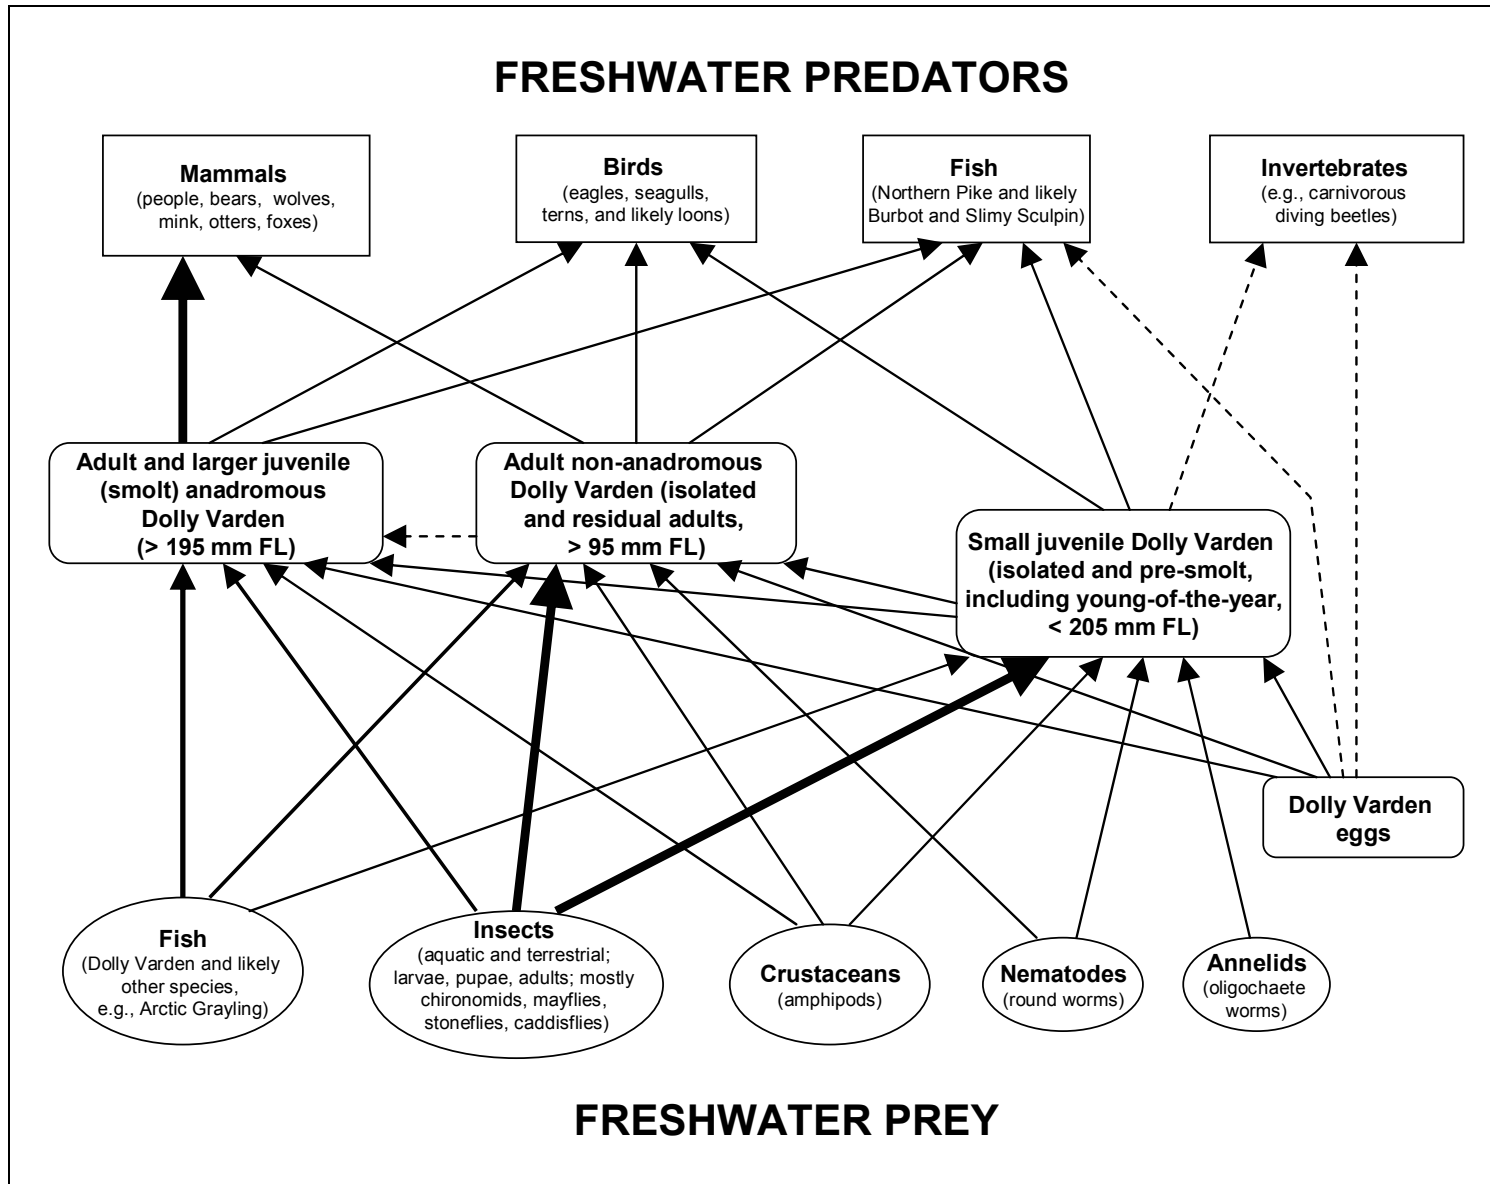 FRESHWATER PREDATORS
Mammals
(people, bears, wolves,
mink, otters, foxes)
Birds
(eagles, seagulls,
terns, and likely loons)
Fish
(Northern Pike and likely
Burbot and Slimy Sculpin)
Invertebrates
(e.g., carnivorous
diving beetles)
Adult and larger juvenile
(smolt) anadromous
Dolly Varden
(> 195 mm FL)
Adult non-anadromous
Dolly Varden (isolated
and residual adults,
> 95 mm FL)
Small juvenile Dolly Varden
(isolated and pre-smolt,
including young-of-the-year,
< 205 mm FL)
Dolly Varden
eggs
Fish
(Dolly Varden and likely
other species,
e.g., Arctic Grayling)
Insects
(aquatic and terrestrial;
larvae, pupae, adults; mostly
chironomids, mayflies,
stoneflies, caddisflies)
Crustaceans
(amphipods)
Nematodes
(round worms)
Annelids
(oligochaete
worms)
FRESHWATER PREY